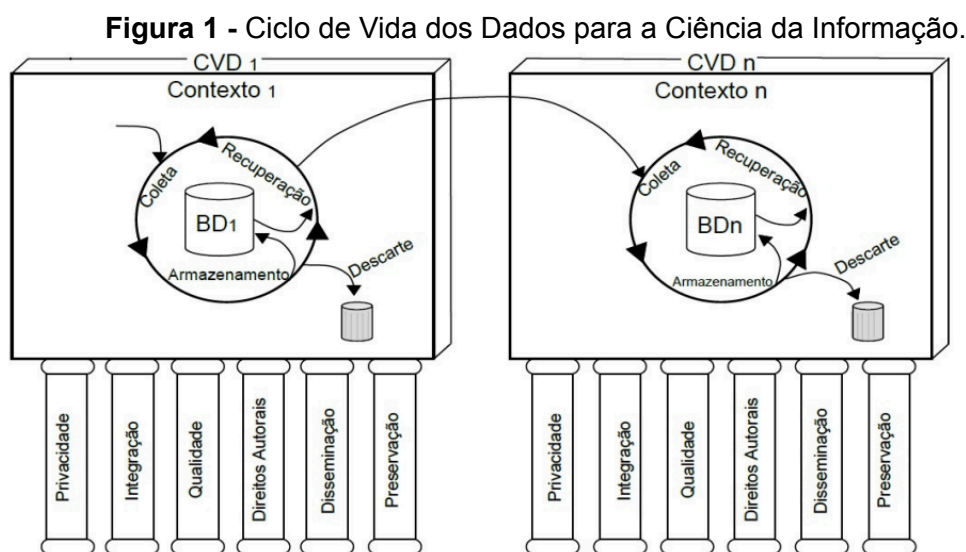 Figura 1 - Ciclo de Vida dos Dados para a Ciência da Informação.
CVD 1
Contexto 1
Coleta
Recuperação
BD1
Armazenamento
Descarte
Privacidade
Integração
Qualidade
Direitos Autorais
Disseminação
Preservação
CVD n
Contexto n
Coleta
Recuperação
BDn
Armazenamento
Descarte
Privacidade
Integração
Qualidade
Direitos Autorais
Disseminação
Preservação